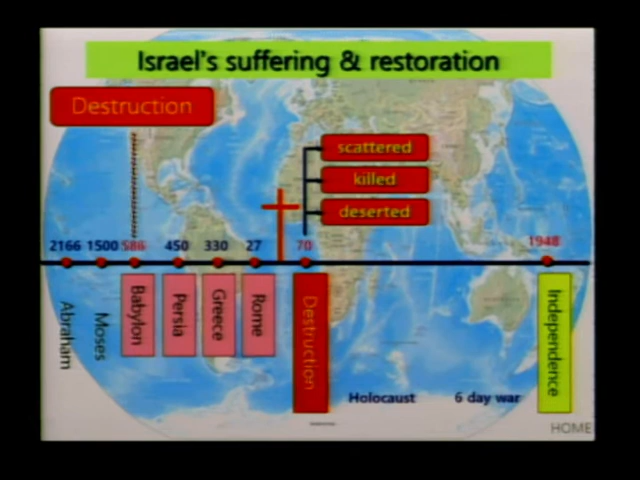 Israel's suffering & restoration
Destruction
scattered
killed
deserted
2166 1500 586 450 330 27 70 1948
Abraham
Moses
Babylon
Persia
Greece
Rome
Destruction
Independence
Holocaust
6 day war
HOME